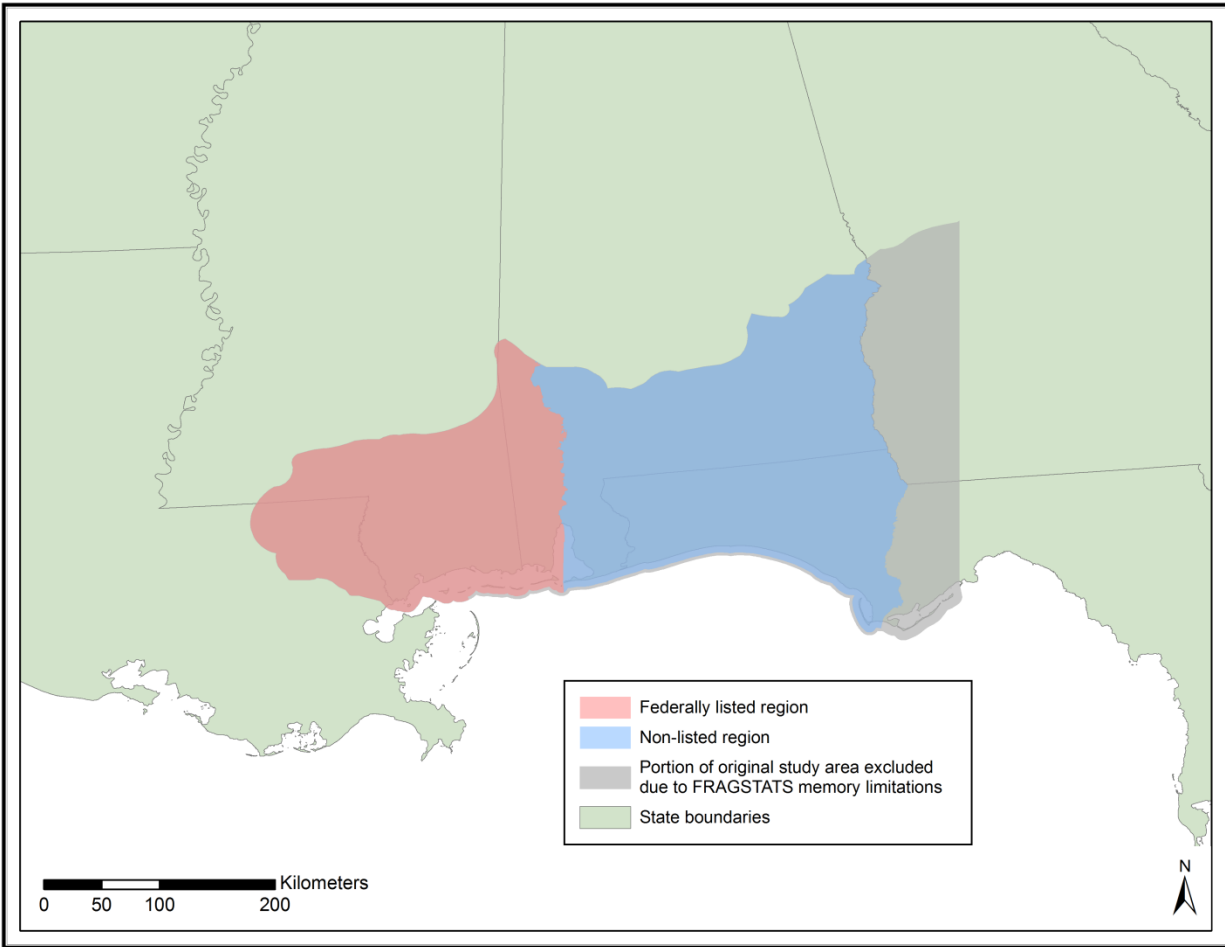 Federally listed region
Non-listed region
Portion of original study area excluded
due to FRAGSTATS memory limitations
State boundaries
Kilometers
0 50 100 200
N